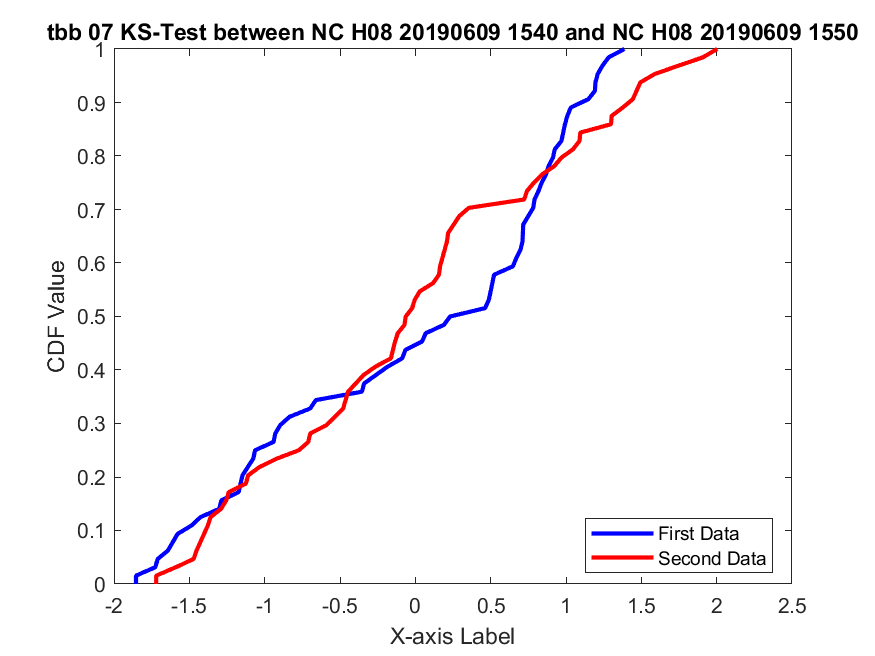 tbb 07 KS-Test between NC H08 20190609 1540 and NC H08 20190609 1550
1
0.9
0.8
0.7
0.6
0.5
0.4
0.3
0.2
0.1
0
CDF Value
First Data
Second Data
-2 -1.5 -1 -0.5 0 0.5 1 1.5 2 2.5
X-axis Label